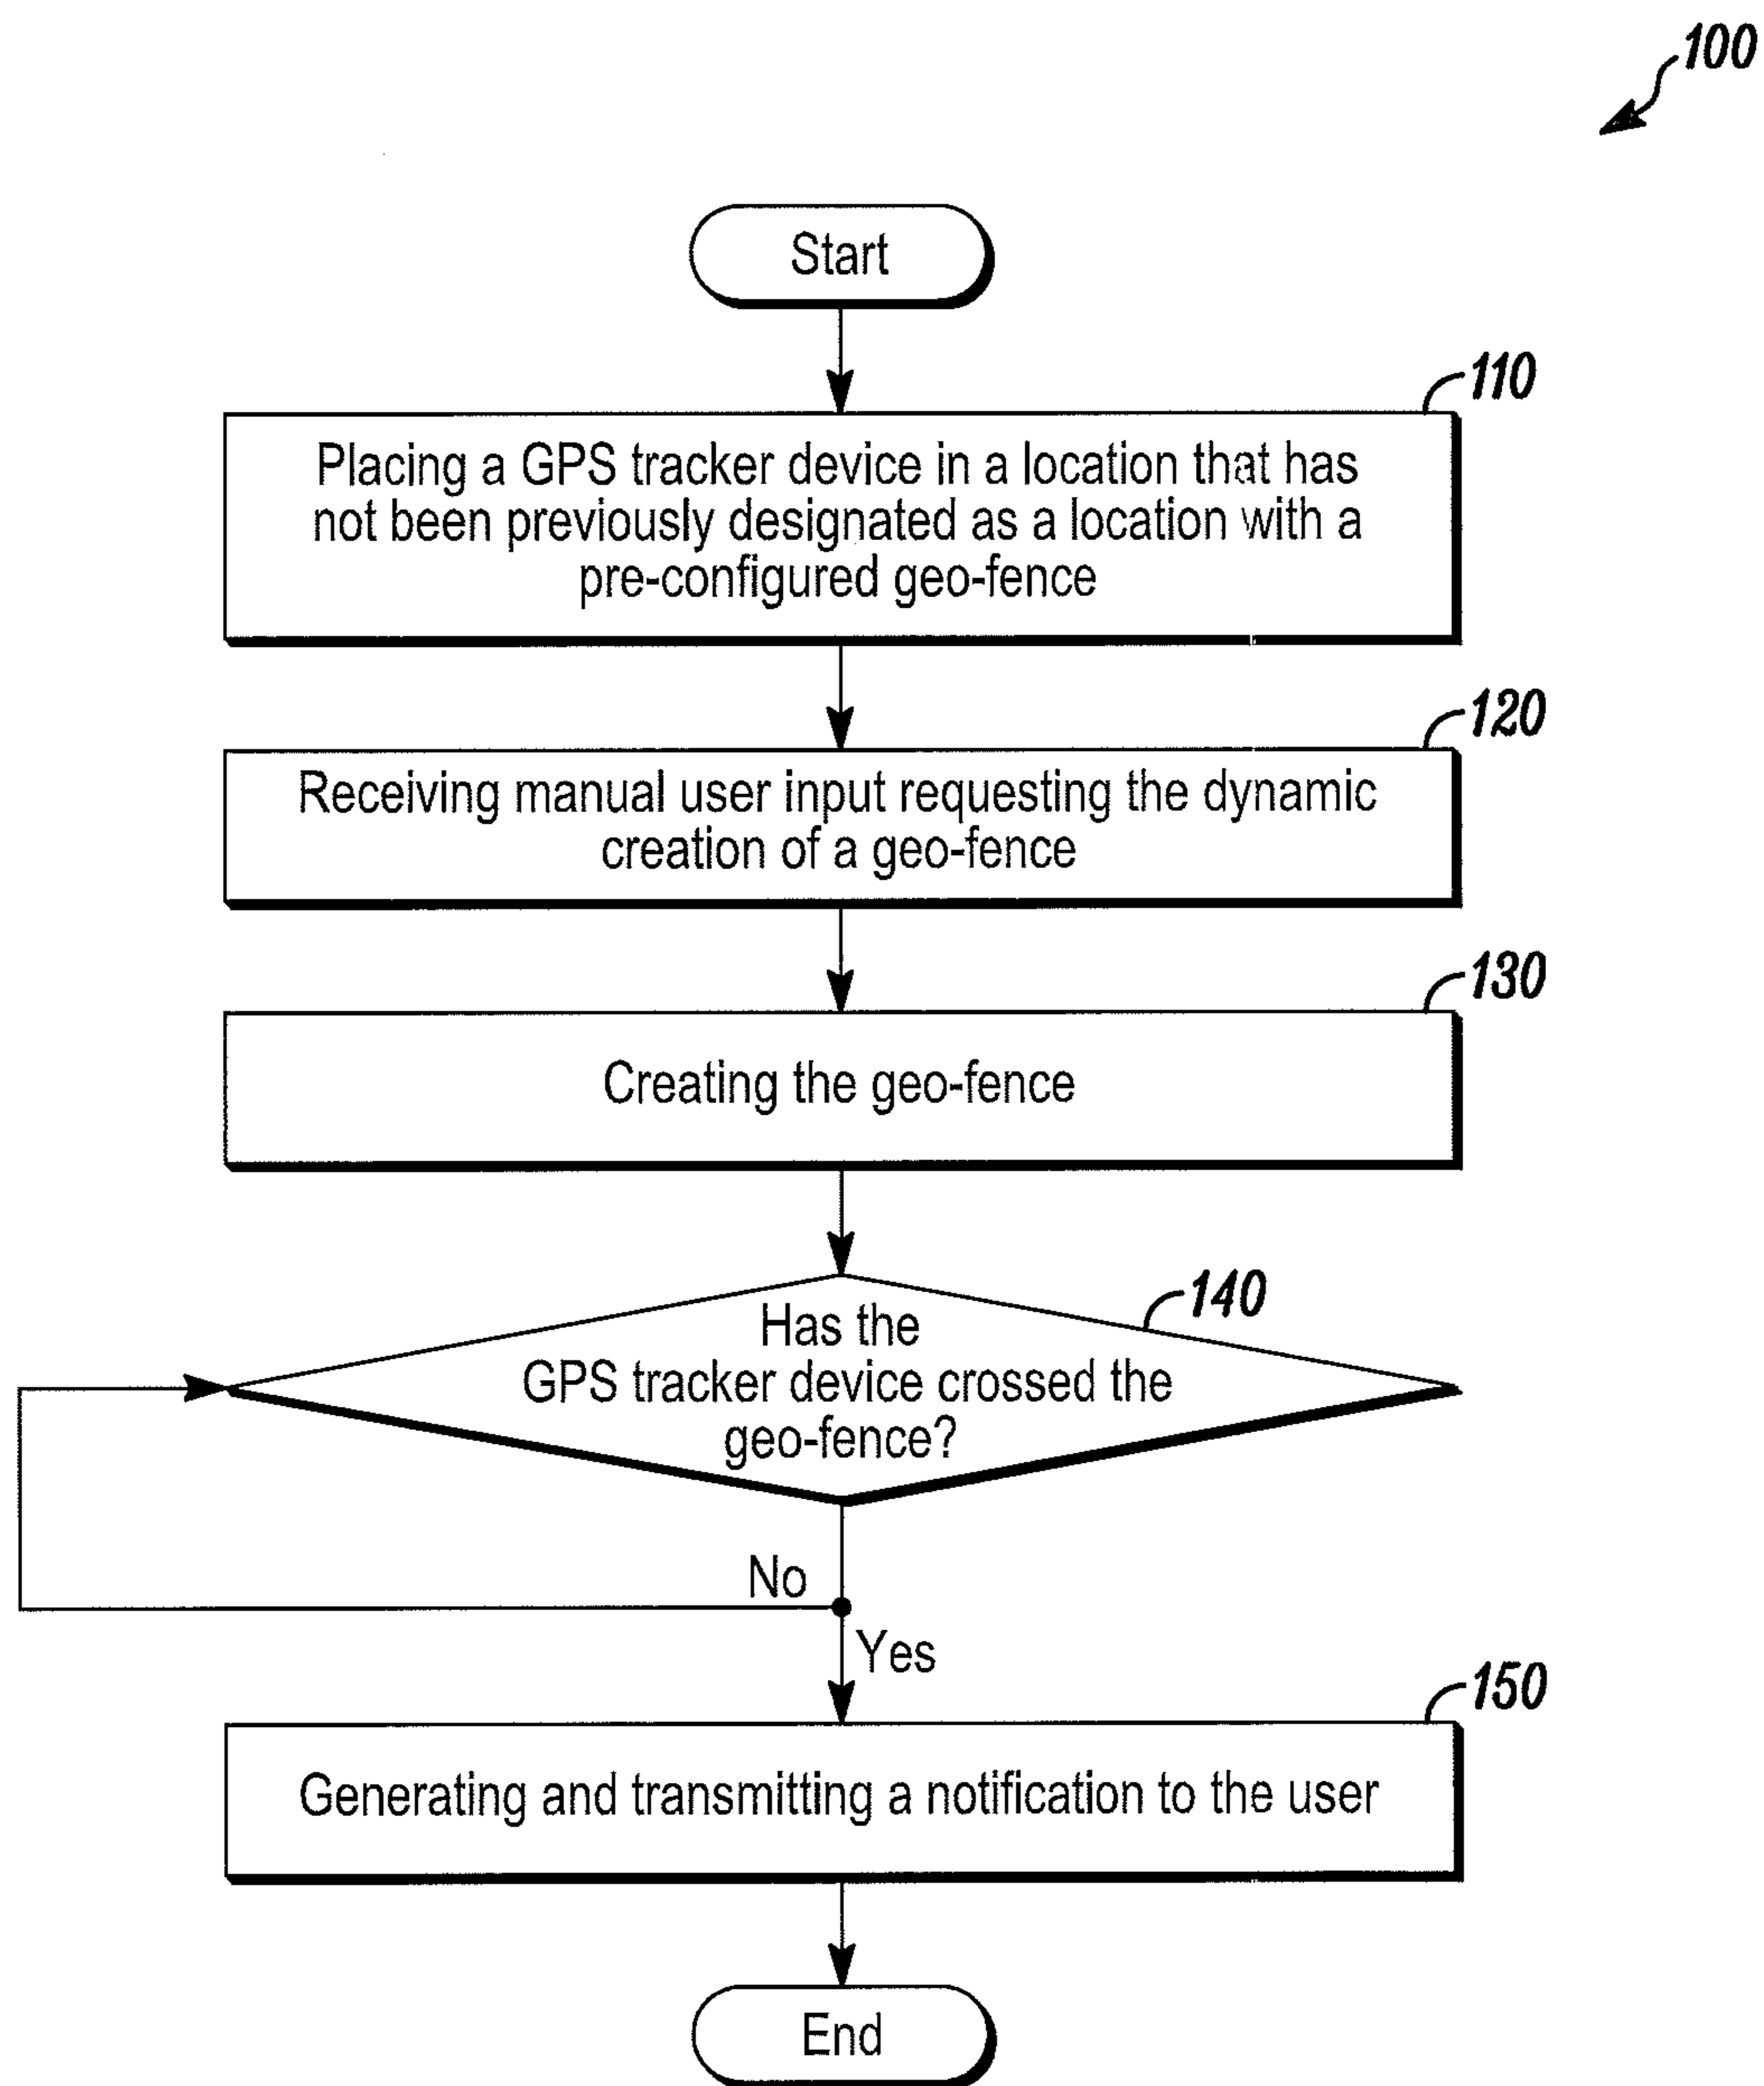 100
Start
110
Placing a GPS tracker device in a location that has
not been previously designated as a location with a
pre-configured geo-fence
120
Receiving manual user input requesting the dynamic
creation of a geo-fence
130
Creating the geo-fence
140
Has the
GPS tracker device crossed the
geo-fence?
No
Yes
150
Generating and transmitting a notification to the user
End